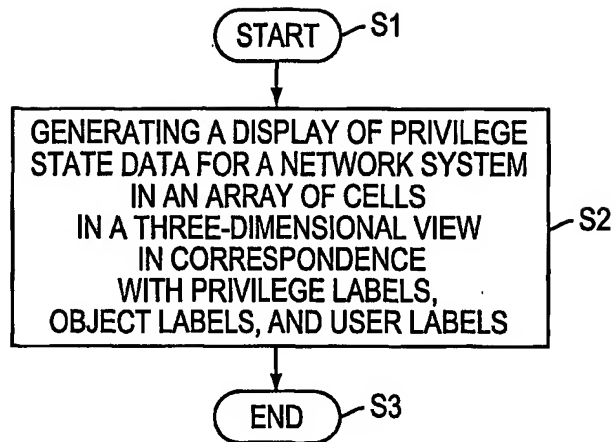 START
S1
GENERATING A DISPLAY OF PRIVILEGE
STATE DATA FOR A NETWORK SYSTEM
IN AN ARRAY OF CELLS
IN A THREE-DIMENSIONAL VIEW
IN CORRESPONDENCE
WITH PRIVILEGE LABELS,
OBJECT LABELS, AND USER LABELS
S2
END
S3